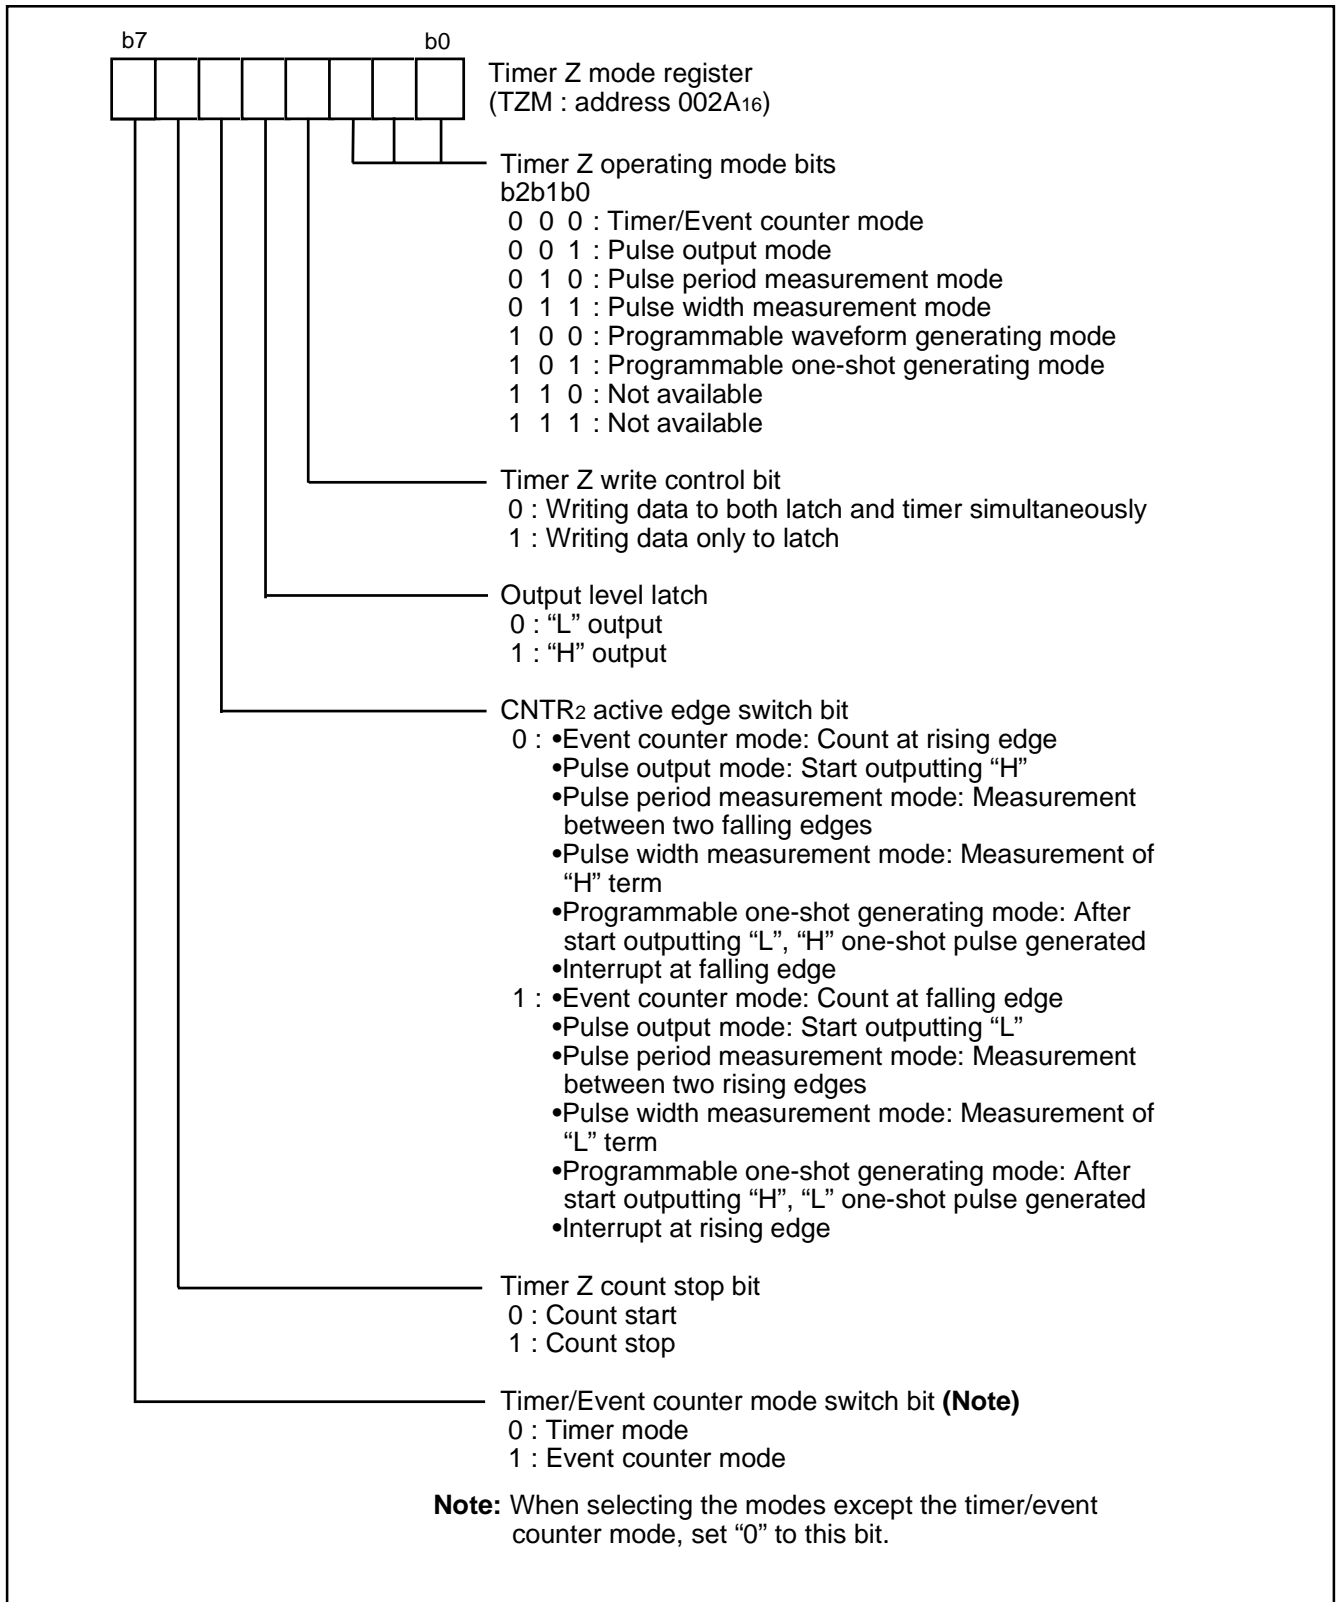 b7 b0
Timer Z mode register
(TZM : address 002A16)
Timer Z operating mode bits
b2b1b0
0 0 0 : Timer/Event counter mode
0 0 1 : Pulse output mode
0 1 0 : Pulse period measurement mode
0 1 1 : Pulse width measurement mode
1 0 0 : Programmable waveform generating mode
1 0 1 : Programmable one-shot generating mode
1 1 0 : Not available
1 1 1 : Not available
Timer Z write control bit
0 : Writing data to both latch and timer simultaneously
1 : Writing data only to latch
Output level latch
0 : “L” output
1 : “H” output
CNTR2 active edge switch bit
0 : •Event counter mode: Count at rising edge
•Pulse output mode: Start outputting “H”
•Pulse period measurement mode: Measurement
between two falling edges
•Pulse width measurement mode: Measurement of
“H” term
•Programmable one-shot generating mode: After
start outputting “L”, “H” one-shot pulse generated
•Interrupt at falling edge
1 : •Event counter mode: Count at falling edge
•Pulse output mode: Start outputting “L”
•Pulse period measurement mode: Measurement
between two rising edges
•Pulse width measurement mode: Measurement of
“L” term
•Programmable one-shot generating mode: After
start outputting “H”, “L” one-shot pulse generated
•Interrupt at rising edge
Timer Z count stop bit
0 : Count start
1 : Count stop
Timer/Event counter mode switch bit (Note)
0 : Timer mode
1 : Event counter mode
Note: When selecting the modes except the timer/event
counter mode, set “0” to this bit.